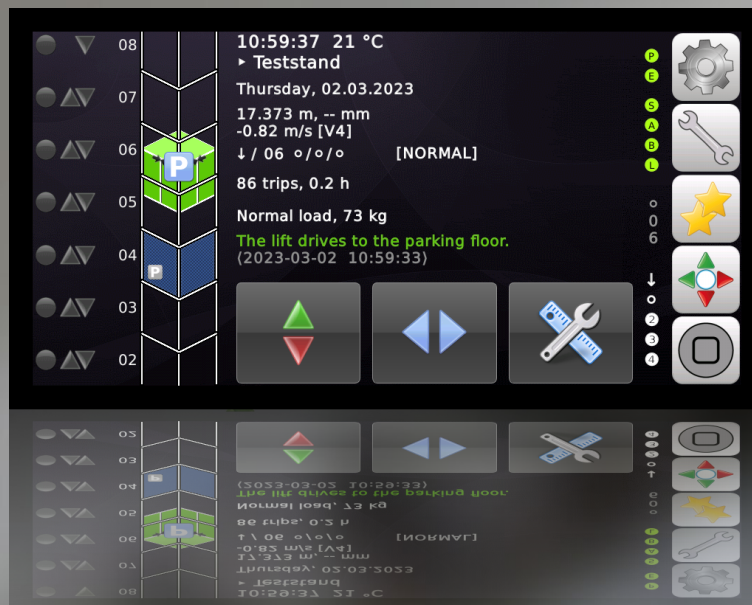 08
07
06
05
04
03
02
P
P
10:59:37 21 °C
‣ Teststand
Thursday, 02.03.2023
17.373 m, -- mm
-0.82 m/s [V4]
↓/ 06 o/o/o [NORMAL]
86 trips, 0.2 h
Normal load, 73 kg
The lift drives to the parking floor.
(2023-03-02 10:59:33)
P
E
S
A
B
L
o
0
6
↓
o
2
3
4